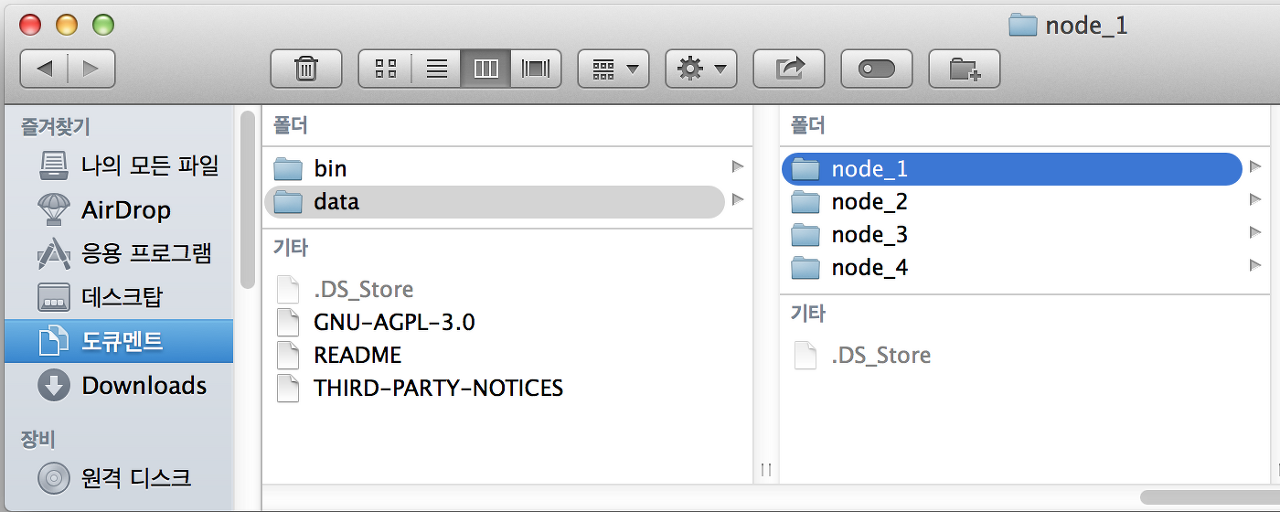 node_1
즐겨찾기
나의 모든 파일
AirDrop
응용 프로그램
데스크탑
도큐멘트
Downloads
장비
원격 디스크
폴더
bin
data
기타
.DS_Store
GNU-AGPL-3.0
README
THIRD-PARTY-NOTICES
폴더
node_1
node_2
node_3
node_4
기타
.DS_Store